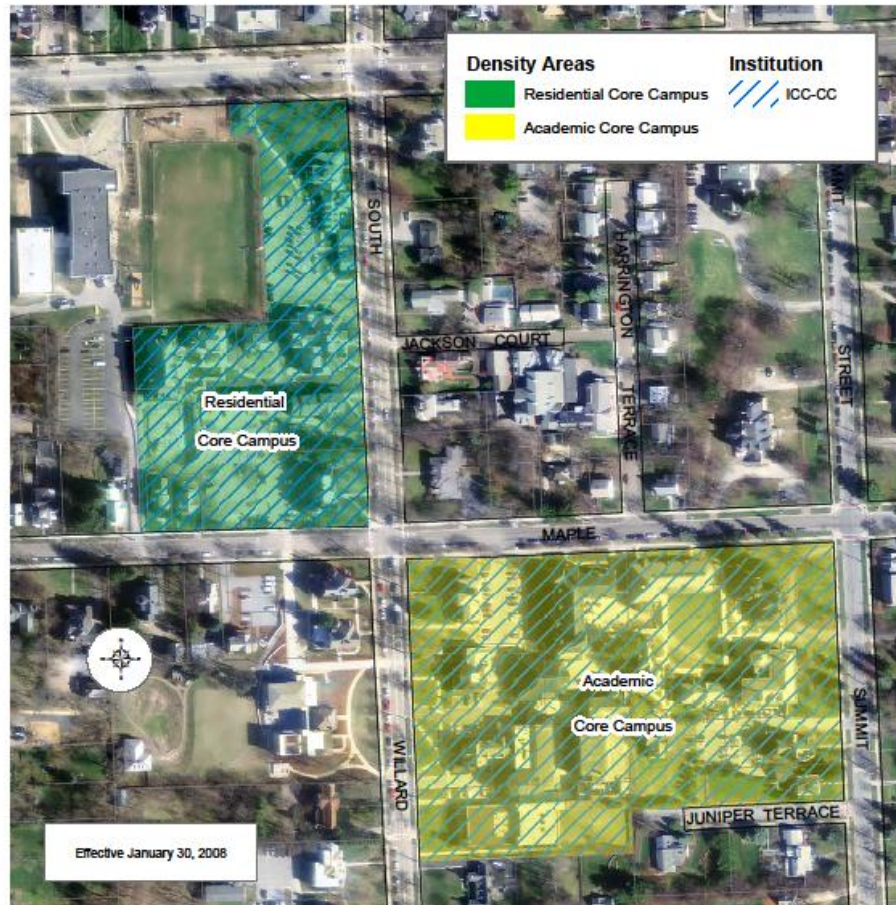 Density Areas
Institution
Residential Core Campus
ICC-CC
Academic Core Campus
SOUTH
HARRINGTON
JACKSON COURT
TERRACE
STREET
Residential
Core Campus
MAPLE
Academic
Core Campus
SUMMIT
WILLARD
JUNIPER TERRACE
Effective January 30, 2008